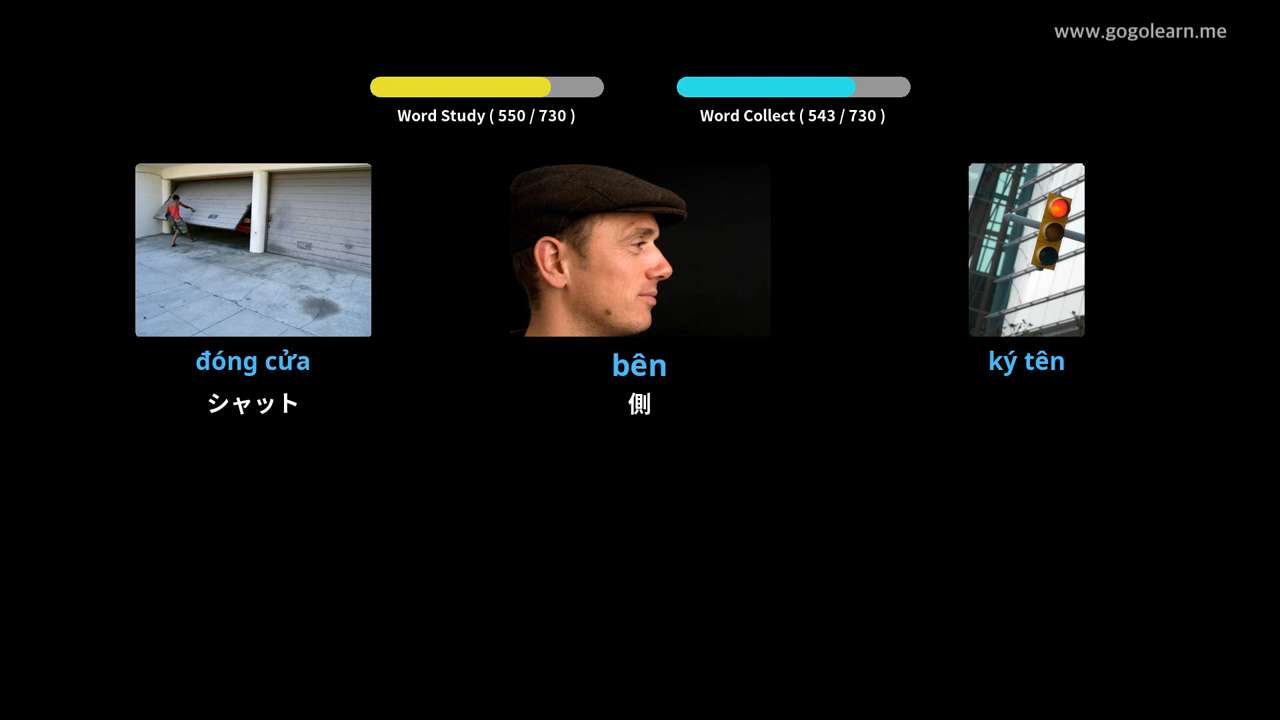 www.gogolearn.me
Word Study ( 550 / 730 )
Word Collect ( 543 / 730 )
đóng cửa
bên
ký tên
シャット
側